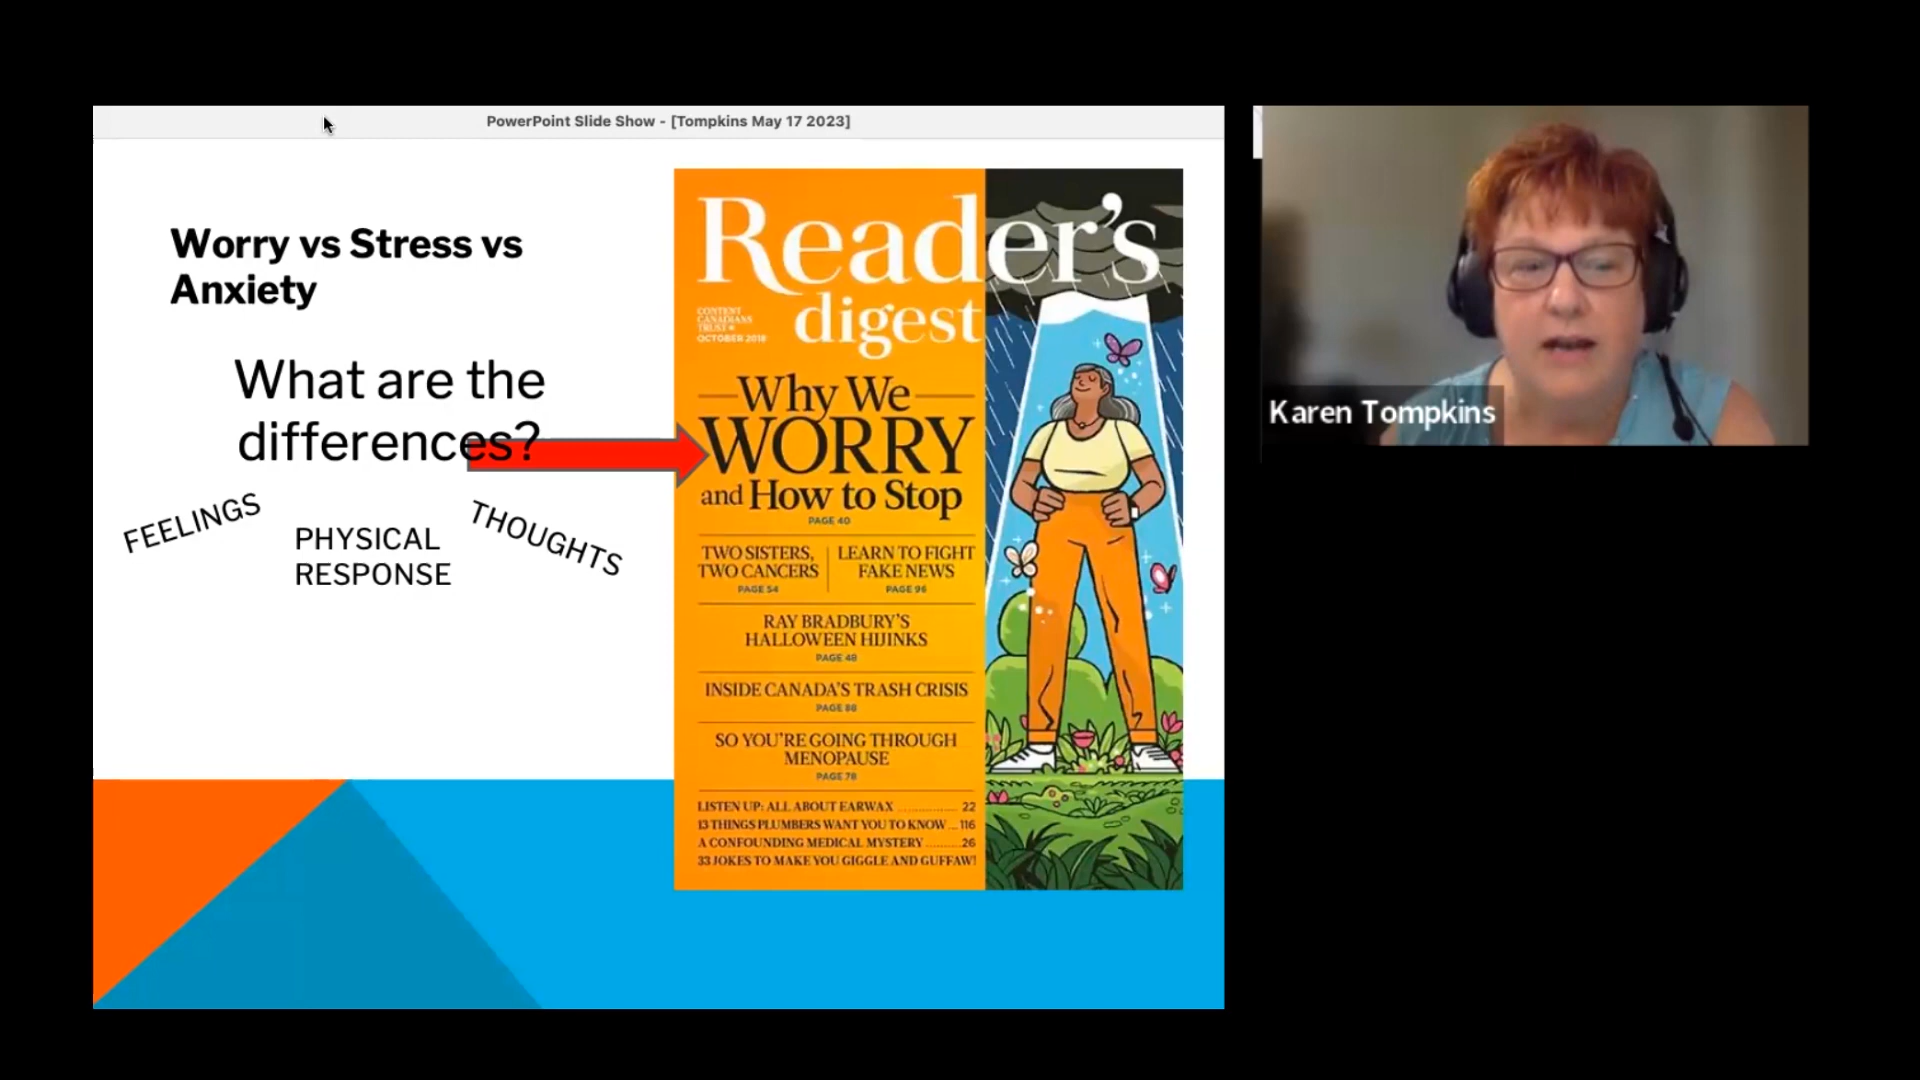 PowerPoint Slide Show - [Tompkins May 17 2023]
Worry vs Stress vs
Anxiety
What are the
differences?
FEELINGS
PHYSICAL
RESPONSE
THOUGHTS
Reader's
digest
CONTENT
CANADIANS
TRUST
OCTOBER 2019
Why We
WORRY
and How to Stop
PAGE 40
TWO SISTERS,
TWO CANCERS
PAGE 54
LEARN TO FIGHT
FAKE NEWS
PAGE 96
RAY BRADBURY'S
HALLOWEEN HIJINKS
PAGE 48
INSIDE CANADA'S TRASH CRISIS
PAGE 88
SO YOU'RE GOING THROUGH
MENOPAUSE
PAGE 78
LISTEN UP: ALL ABOUT EARWAX ............... 22
13 THINGS PLUMBERS WANT YOU TO KNOW ... 116
A CONFOUNDING MEDICAL MYSTERY ..........26
33 JOKES TO MAKE YOU GIGGLE AND GUFFAW!
Karen Tompkins